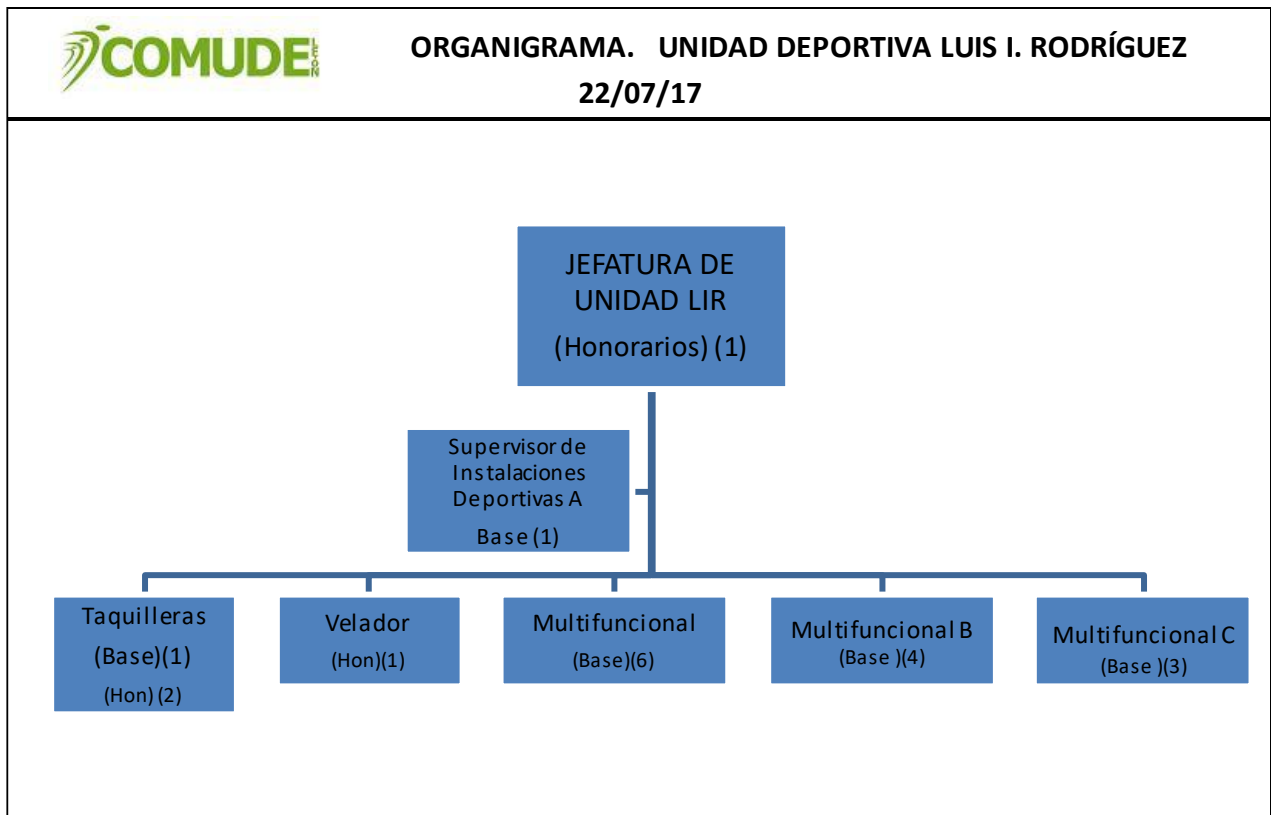 COMUDE LEÓN
ORGANIGRAMA. UNIDAD DEPORTIVA LUIS I. RODRÍGUEZ
22/07/17
JEFATURA DE
UNIDAD LIR
(Honorarios) (1)
Supervisor de
Instalaciones
Deportivas A
Base (1)
Taquilleras
(Base)(1)
(Hon) (2)
Velador
(Hon)(1)
Multifuncional
(Base)(6)
Multifuncional B
(Base )(4)
Multifuncional C
(Base )(3)